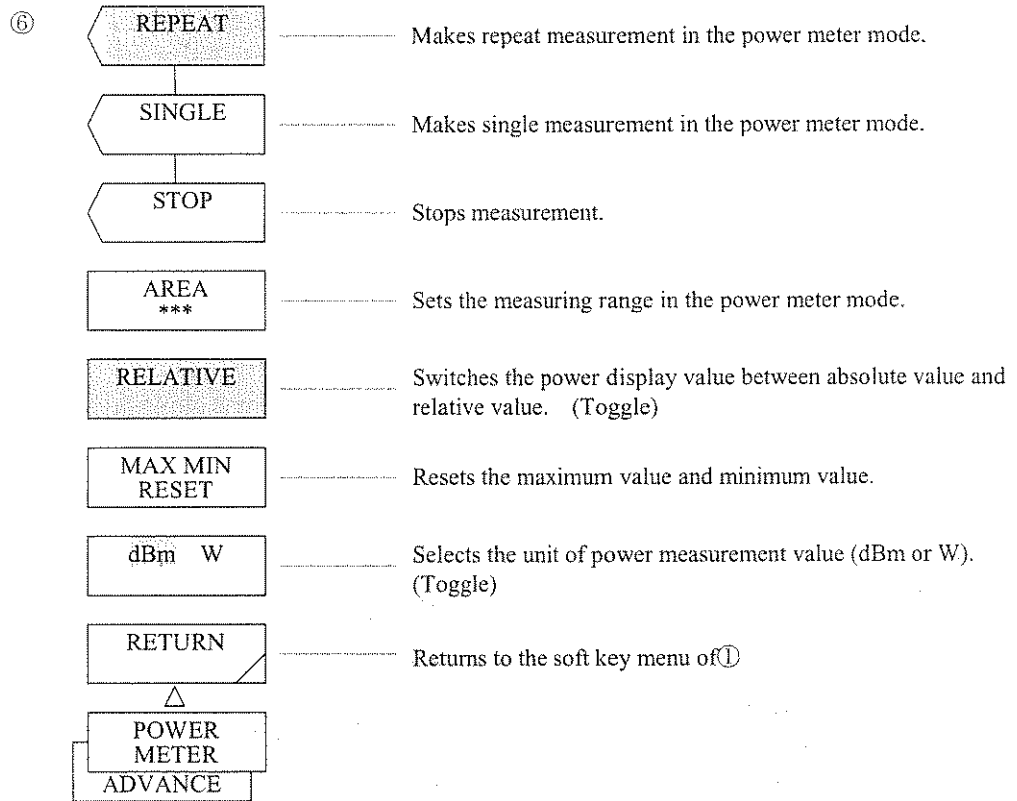 ⑥
REPEAT
Makes repeat measurement in the power meter mode.
SINGLE
Makes single measurement in the power meter mode.
STOP
Stops measurement.
AREA
***
Sets the measuring range in the power meter mode.
RELATIVE
Switches the power display value between absolute value and
relative value. (Toggle)
MAX MIN
RESET
Resets the maximum value and minimum value.
dBm W
Selects the unit of power measurement value (dBm or W).
(Toggle)
RETURN
Returns to the soft key menu of①
POWER
METER
ADVANCE